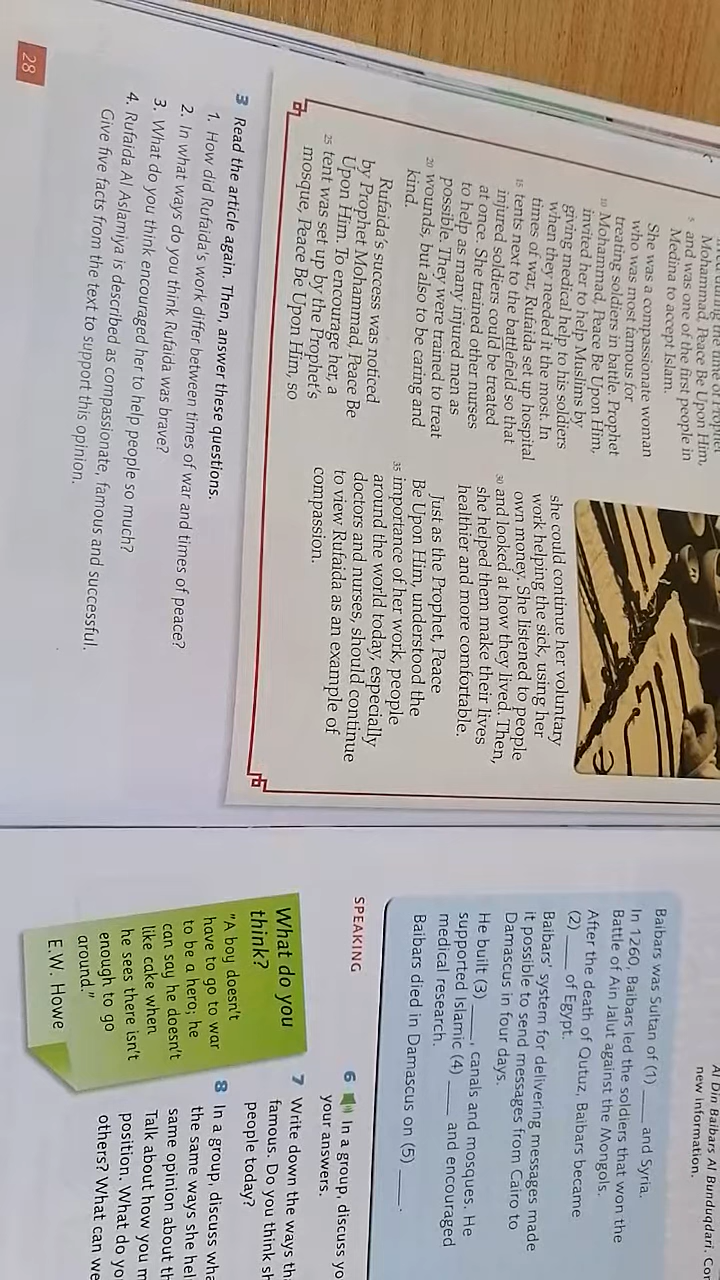 Mohammad, Peace Be Upon Him,
5 and was one of the first people in
Medina to accept Islam.
She was a compassionate woman
who was most famous for
treating soldiers in battle. Prophet
10 Mohammad, Peace Be Upon Him,
invited her to help Muslims by
giving medical help to his soldiers
when they needed it the most. In
times of war, Rufaida set up hospital
15 tents next to the battlefield so that
injured soldiers could be treated
at once. She trained other nurses
to help as many injured men as
possible. They were trained to treat
20 wounds, but also to be caring and
kind.
Rufaida's success was noticed
by Prophet Mohammad, Peace Be
Upon Him. To encourage her, a
25 tent was set up by the Prophet's
mosque, Peace Be Upon Him, so
she could continue her voluntary
work helping the sick, using her
own money. She listened to people
30 and looked at how they lived. Then,
she helped them make their lives
healthier and more comfortable.
Just as the Prophet, Peace
Be Upon Him, understood the
35 importance of her work, people
around the world today, especially
doctors and nurses, should continue
to view Rufaida as an example of
compassion.
3 Read the article again. Then, answer these questions.
1. How did Rufaida's work differ between times of war and times of peace?
2. In what ways do you think Rufaida was brave?
3. What do you think encouraged her to help people so much?
4. Rufaida Al Aslamiya is described as compassionate, famous and successful.
Give five facts from the text to support this opinion.
28
Al Din Baibars Al Bunduqdari.
new information.
Baibars was Sultan of (1) ____ and Syria.
In 1260, Baibars led the soldiers that won the
Battle of Ain Jalut against the Mongols.
After the death of Qutuz, Baibars became
(2) ____ of Egypt.
Baibars' system for delivering messages made
it possible to send messages from Cairo to
Damascus in four days.
He built (3) ____, canals and mosques. He
supported Islamic (4) ____ and encouraged
medical research.
Baibars died in Damascus on (5) ____.
SPEAKING
6 In a group, discuss
your answers.
7 Write down the ways
famous. Do you think
people today?
8 In a group, discuss
the same ways she
same opinion about
Talk about how you
position. What do
others? What can we
What do you
think?
"A boy doesn't
have to go to war
to be a hero; he
can say he doesn't
like cake when
he sees there isn't
enough to go
around."
E.W. Howe